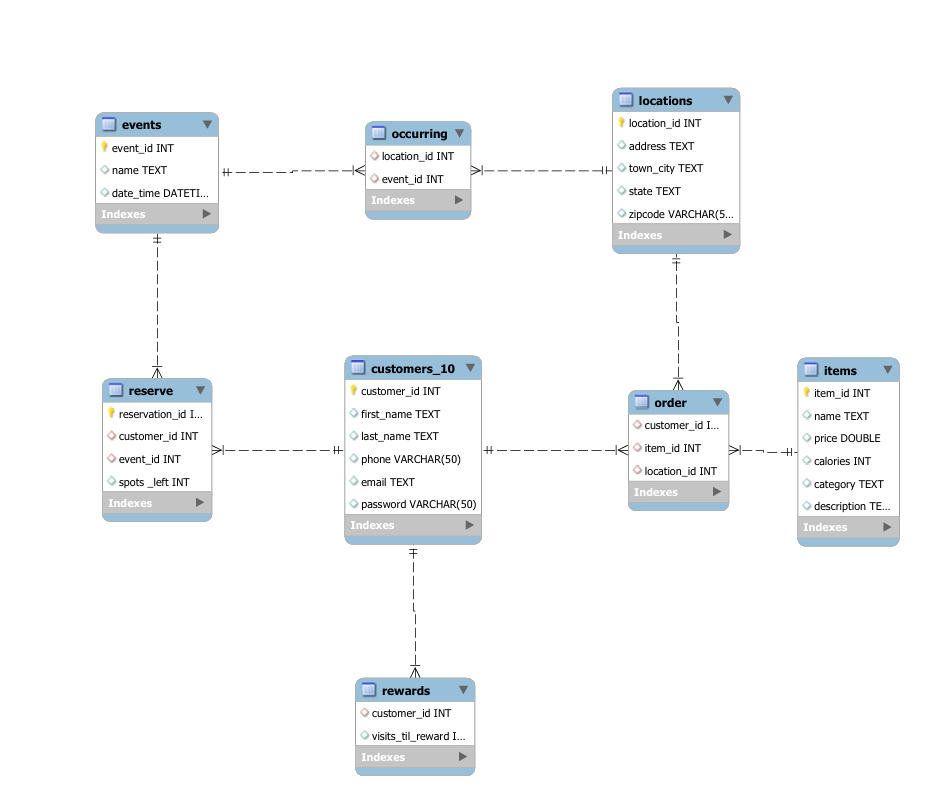 events
event_id INT
name TEXT
date_time DATETI...
Indexes
occurring
location_id INT
event_id INT
Indexes
locations
location_id INT
address TEXT
town_city TEXT
state TEXT
zipcode VARCHAR(5...
Indexes
reserve
reservation_id I...
customer_id INT
event_id INT
spots _left INT
Indexes
customers_10
customer_id INT
first_name TEXT
last_name TEXT
phone VARCHAR(50)
email TEXT
password VARCHAR(50)
Indexes
order
customer_id I...
item_id INT
location_id INT
Indexes
items
item_id INT
name TEXT
price DOUBLE
calories INT
category TEXT
description TE...
Indexes
rewards
customer_id INT
visits_til_reward I...
Indexes